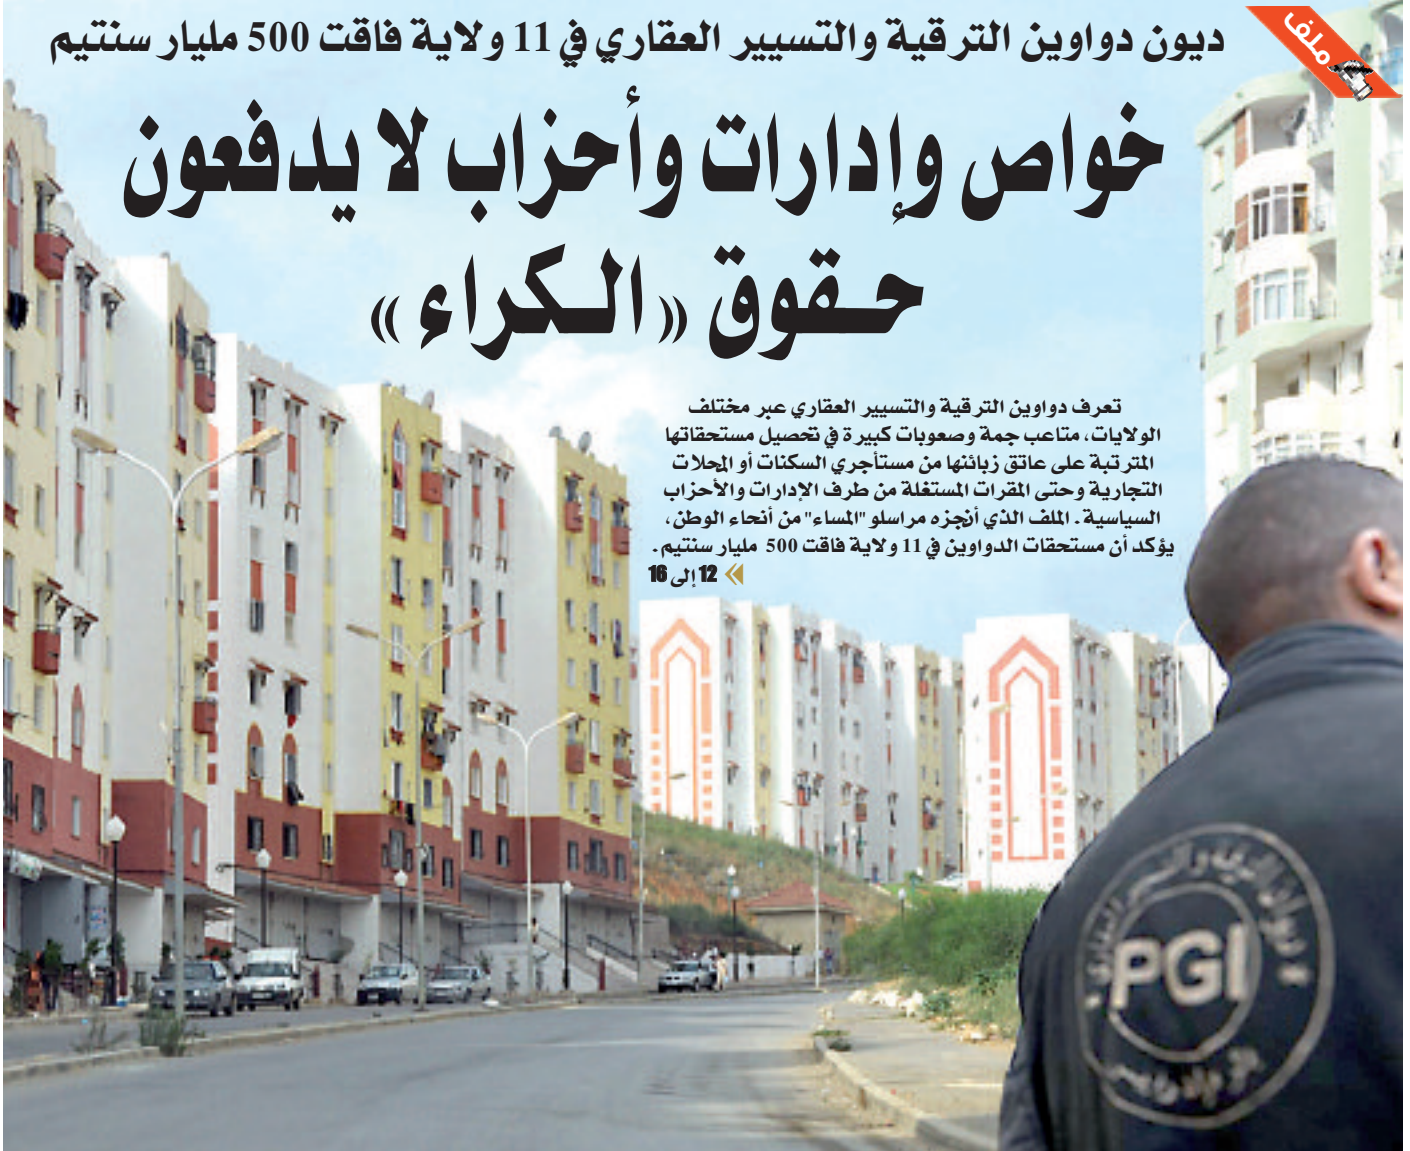 ملف
ديون دواوين الترقية والتسيير العقاري في 11 ولاية فاقت 500 مليار سنتيم
خواص وإدارات وأحزاب لا يدفعون
حقوق «الكراء»
تعرف دواوين الترقية والتسيير العقاري عبر مختلف
الولايات، متاعب جمة وصعوبات كبيرة في تحصيل مستحقاتها
المترتبة على عاتق زبائنها من مستأجري السكنات أو المحلات
التجارية وحتى المقرات المستغلة من طرف الإدارات والأحزاب
السياسية. الملف الذي أنجزه مراسلو "المساء" من أنحاء الوطن،
يؤكد أن مستحقات الدواوين في 11 ولاية فاقت 500 مليار سنتيم.
12 إلى 16
PGI